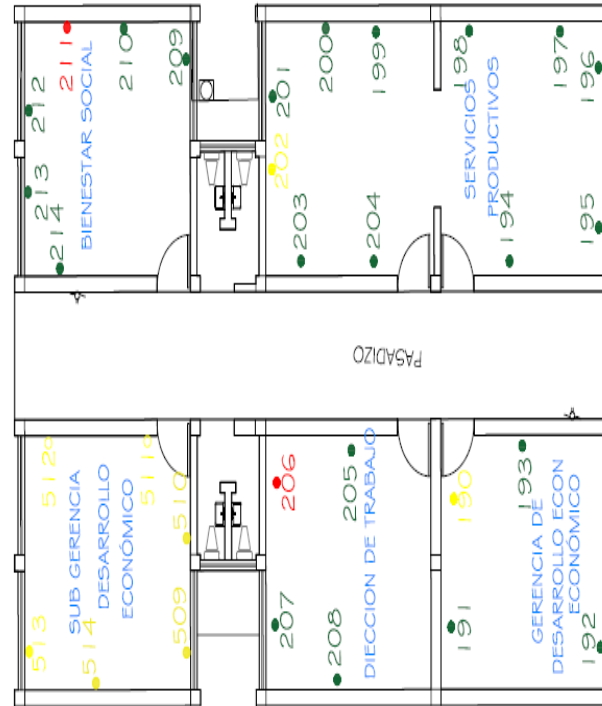 211
210
209
212
213
214
BIENESTAR SOCIAL
201
200
199
202
203
204
198
197
196
SERVICIOS
PRODUCTIVOS
194
195
PASADIZO
512
511
510
513
514
509
SUB GERENCIA
DESARROLLO
ECONÓMICO
206
205
207
208
DIECCION DE TRABAJO
190
193
191
192
GERENCIA DE
DESARROLLO ECON
ECONÓMICO